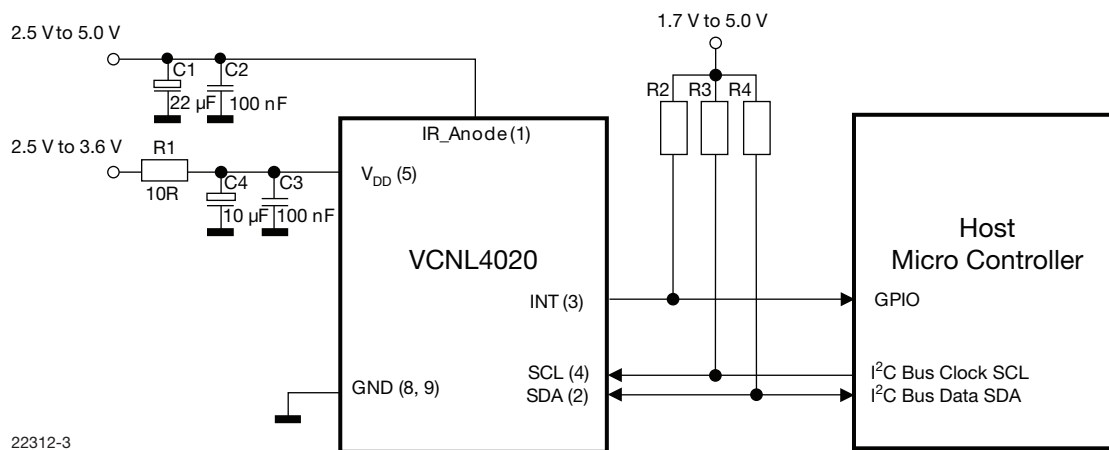 1.7 V to 5.0 V
2.5 V to 5.0 V
C1
C2
22 µF
100 nF
R2
R3
R4
IR_Anode (1)
2.5 V to 3.6 V
R1
10R
C4
C3
10 µF
100 nF
VDD (5)
VCNL4020
Host
Micro Controller
INT (3)
GPIO
SCL (4)
I²C Bus Clock SCL
GND (8, 9)
SDA (2)
I²C Bus Data SDA
22312-3